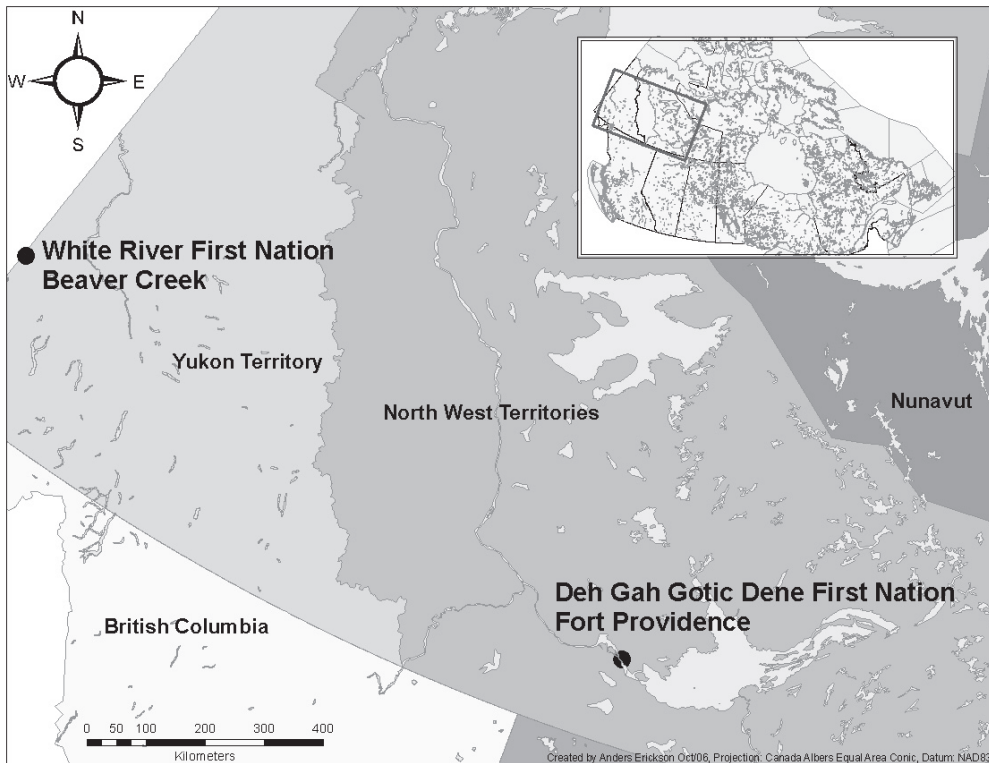 N
W E
S
White River First Nation
Beaver Creek
Yukon Territory
North West Territories
Nunavut
Deh Gah Gotic Dene First Nation
Fort Providence
British Columbia
0 50 100 200 300 400
Kilometers
Created by Anders Erickson Oct/06, Projection: Canada Albers Equal Area Conic, Datum: NAD83